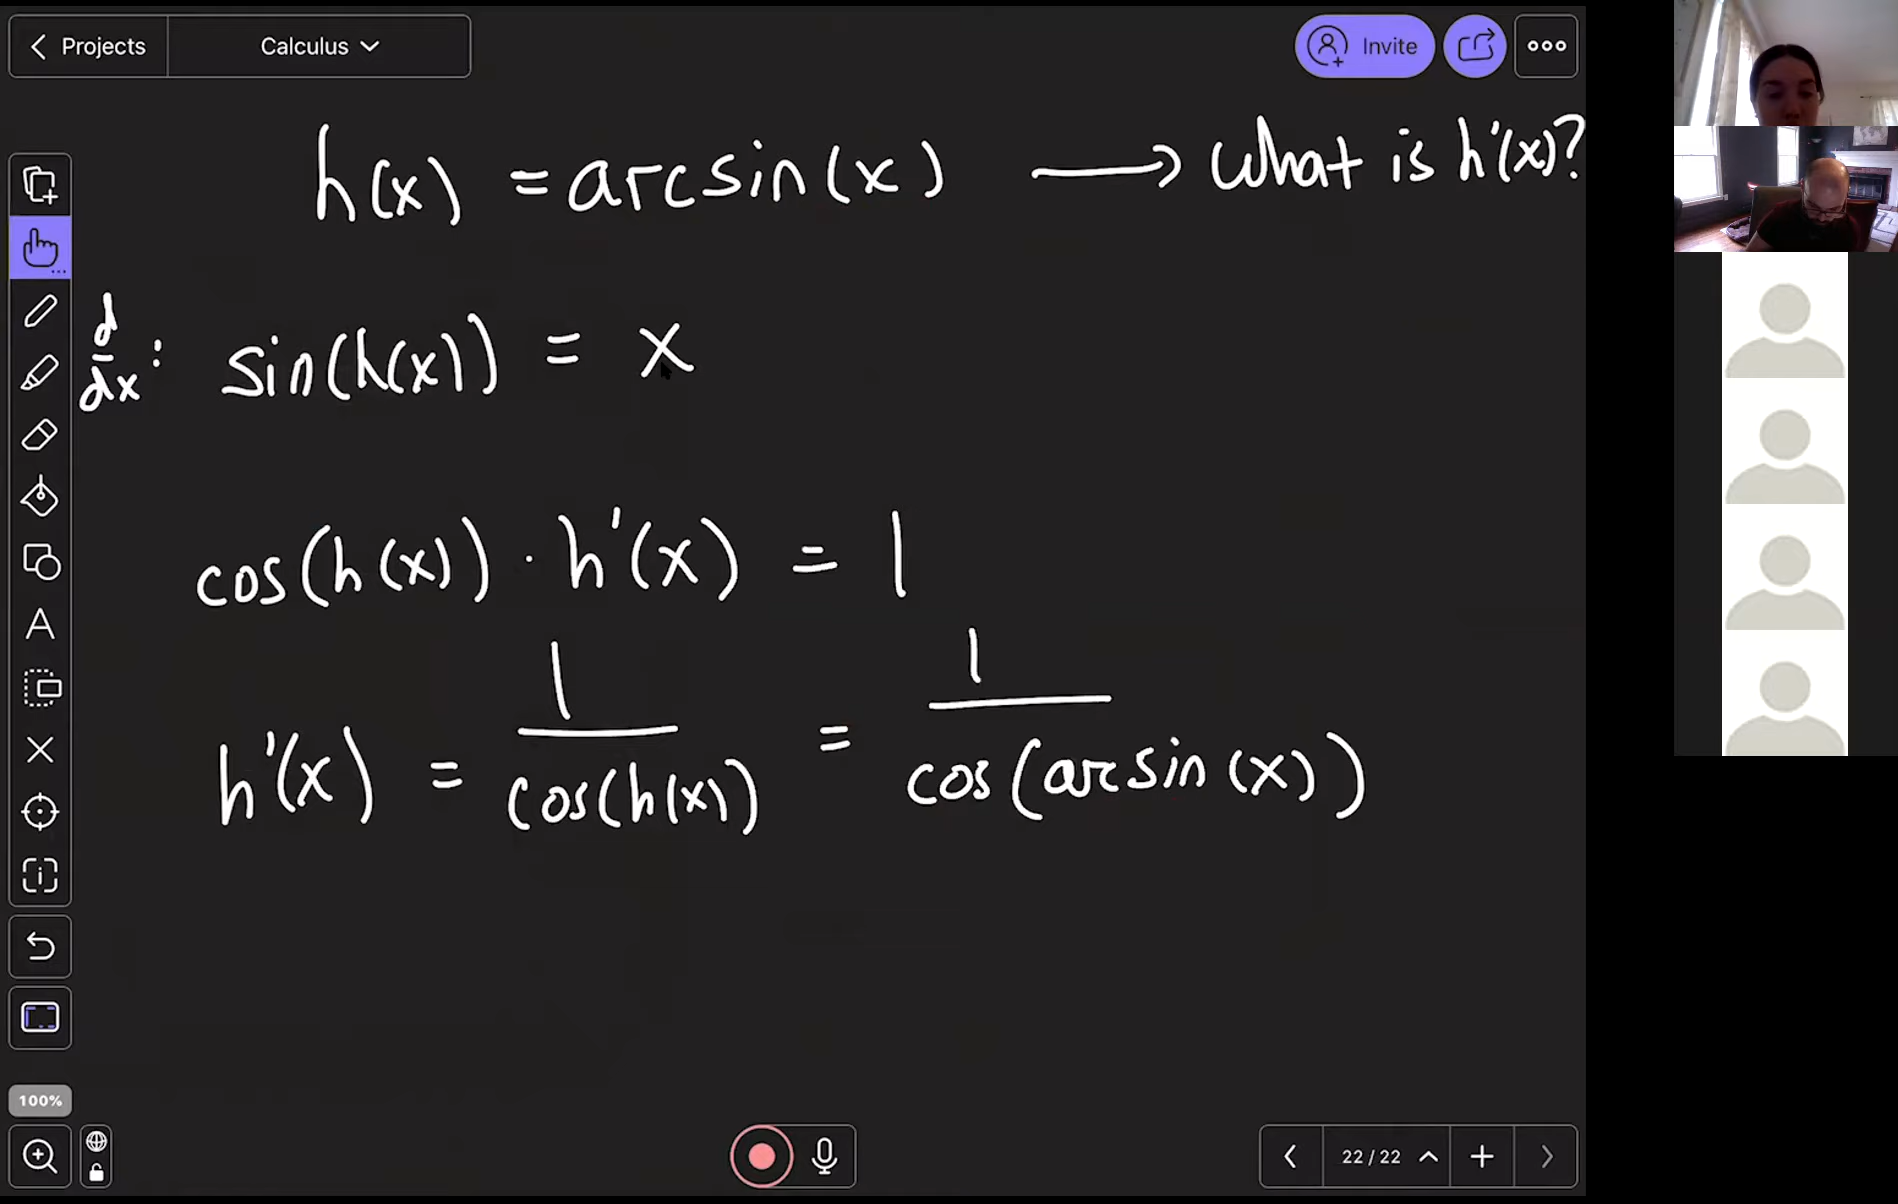 Projects
Calculus
Invite
h(x) = arcsin(x) → What is h'(x)?
d/dx : sin(h(x)) = x
cos(h(x)) · h'(x) = 1
h'(x) = 1/cos(h(x)) = 1/cos(arcsin(x))
A
100%
22 / 22